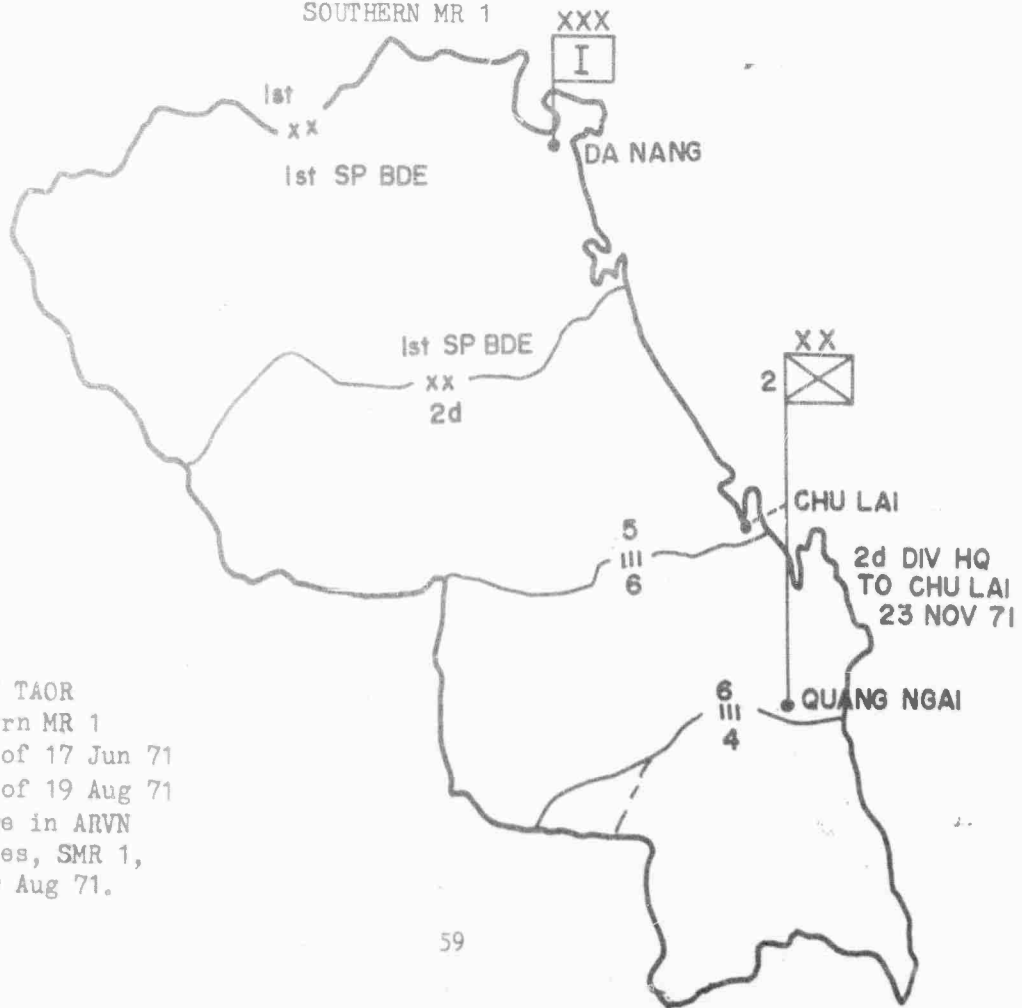 SOUTHERN MR 1
XXX
I
1st
XX
1st SP BDE
DA NANG
1st SP BDE
XX
2d
XX
2
CHU LAI
5
III
6
2d DIV HQ
TO CHU LAI
23 NOV 71
6
III
4
QUANG NGAI
TAOR
rn MR 1
of 17 Jun 71
of 19 Aug 71
e in ARVN
es, SMR 1,
Aug 71.
59